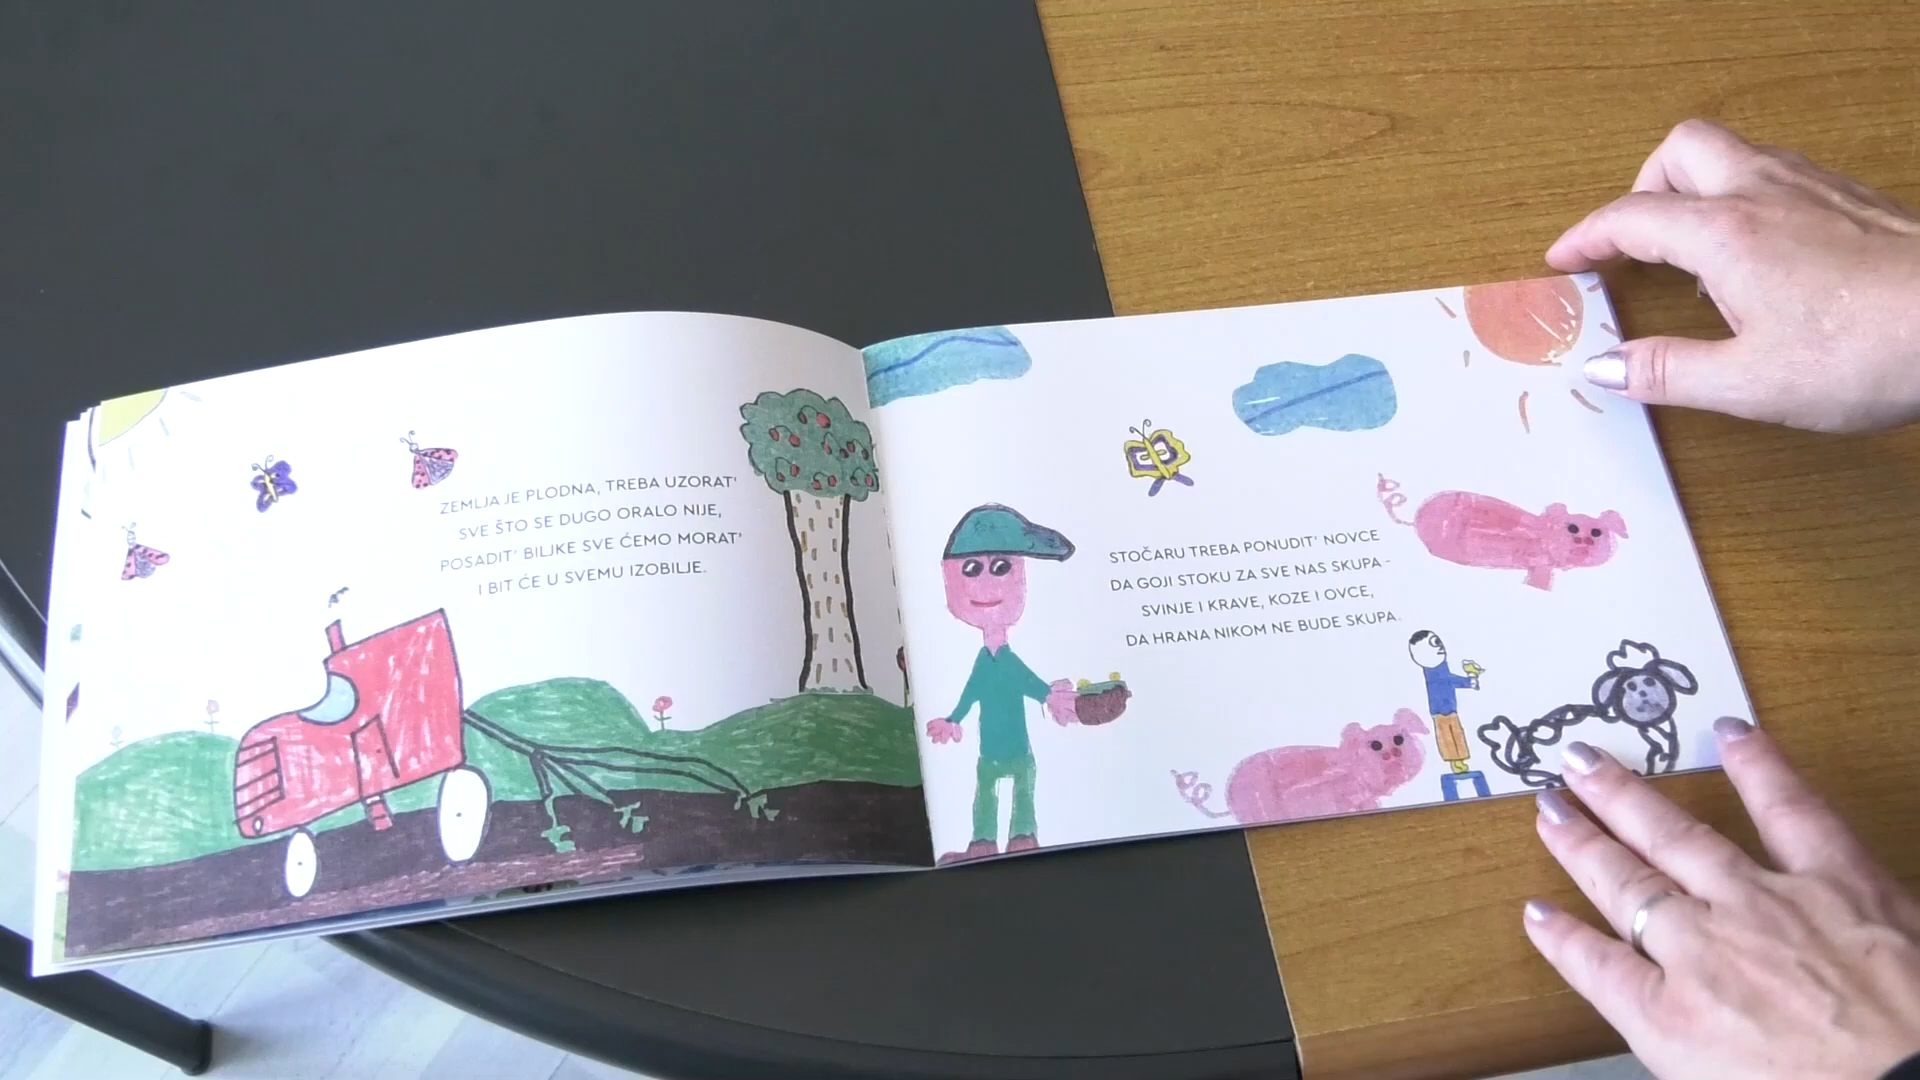 ZEMLJA JE PLODNA, TREBA UZORAT'
SVE ŠTO SE DUGO ORALO NIJE,
POSADIT' BILJKE SVE ĆEMO MORAT'
I BIT ĆE U SVEMU IZOBILJE.
STOČARU TREBA PONUDIT' NOVCE
DA GOJI STOKU ZA SVE NAS SKUPA -
SVINJE I KRAVE, KOZE I OVCE,
DA HRANA NIKOM NE BUDE SKUPA.